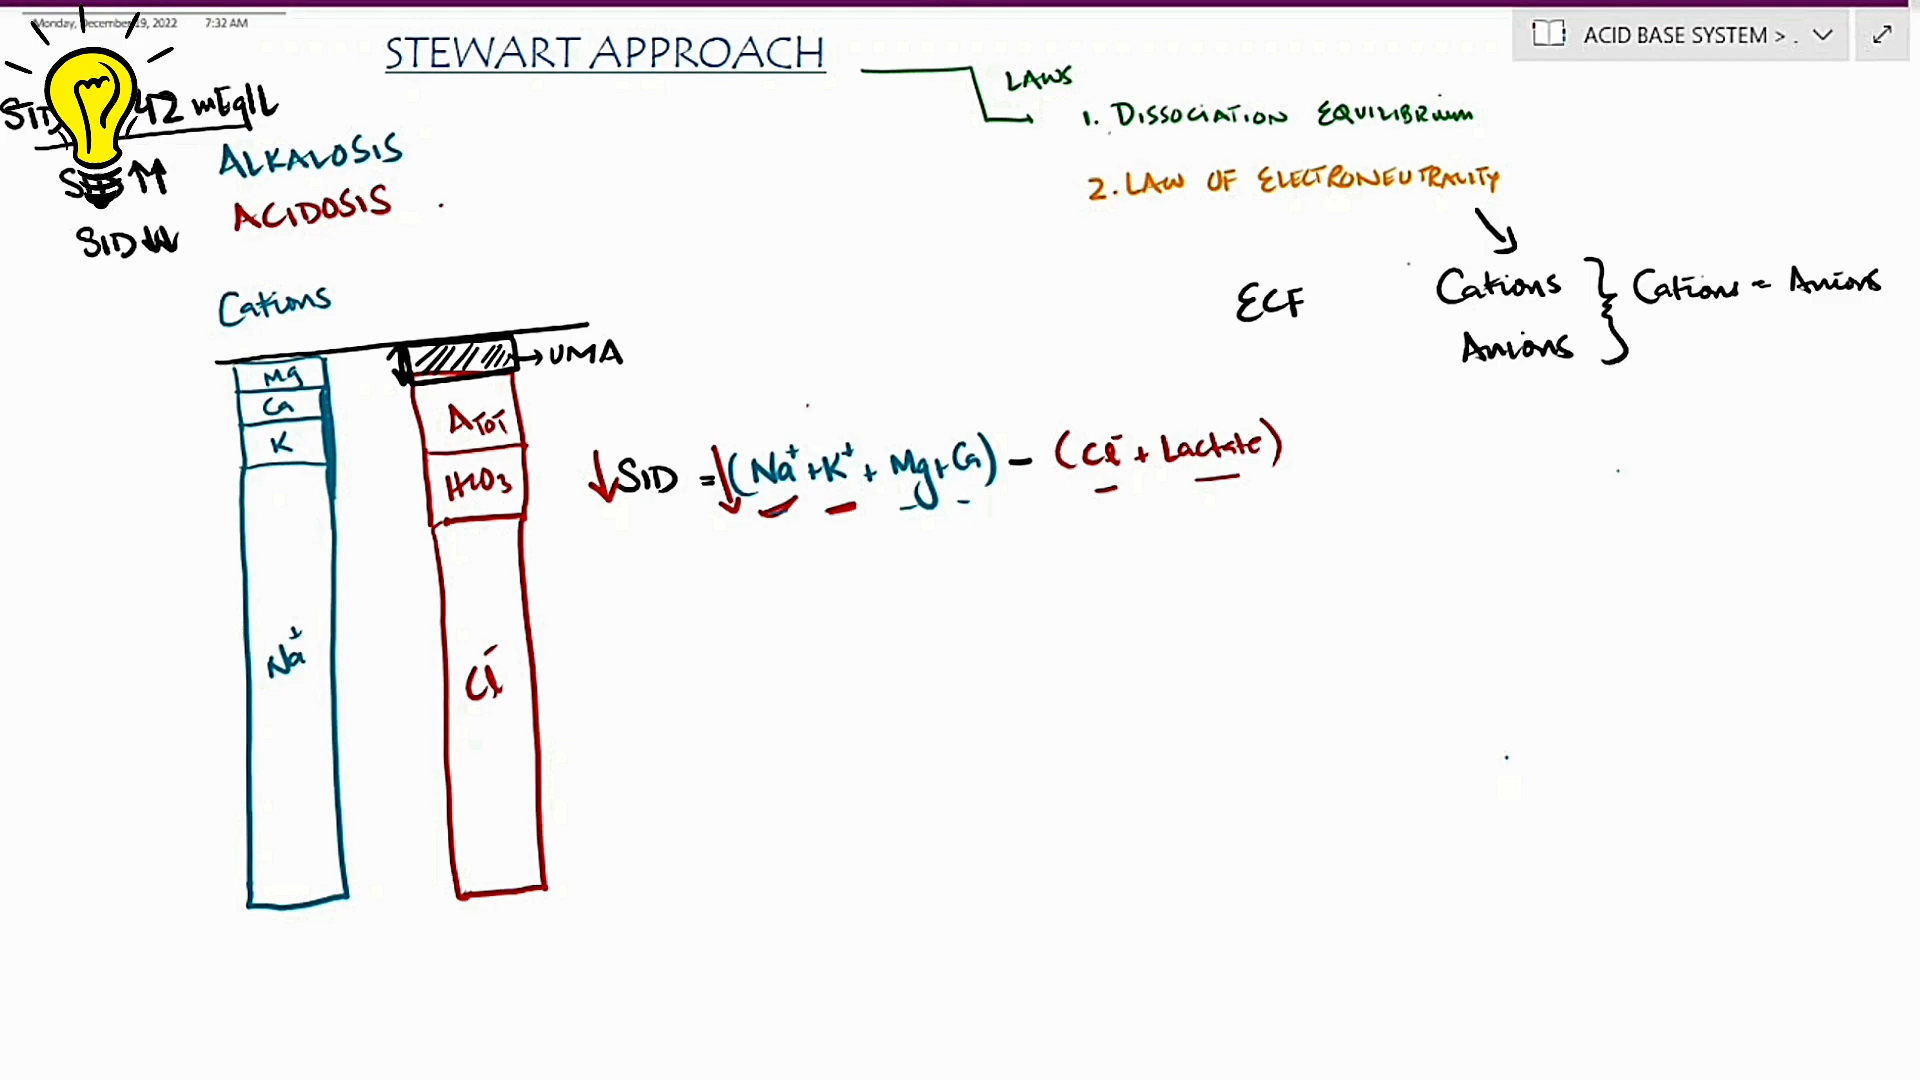 Monday, December 19, 2022 7:32 AM
ACID BASE SYSTEM > .
STEWART APPROACH
LAWS
1. DISSOCIATION EQUILIBRIUM
2. LAW OF ELECTRONEUTRALITY
42 mEq/L
ALKALOSIS
SID ↑↑
ACIDOSIS
SID ↓↓
ECF
Cations
Anions
Cations = Anions
Cations
UMA
Mg
Ca
K
Na⁺
ATOT
HCO3
Cl⁻
↓ SID = ↓ (Na⁺ + K⁺ + Mg + Ca) – (Cl⁻ + Lactate)